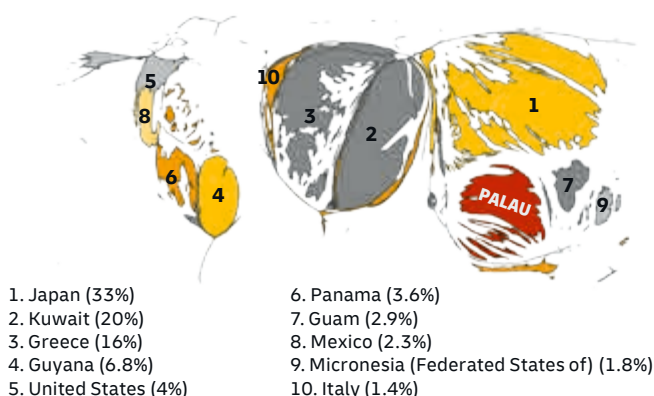 5
8
6
4
10
3
2
1
PALAU
7
9
1. Japan (33%)
2. Kuwait (20%)
3. Greece (16%)
4. Guyana (6.8%)
5. United States (4%)
6. Panama (3.6%)
7. Guam (2.9%)
8. Mexico (2.3%)
9. Micronesia (Federated States of) (1.8%)
10. Italy (1.4%)